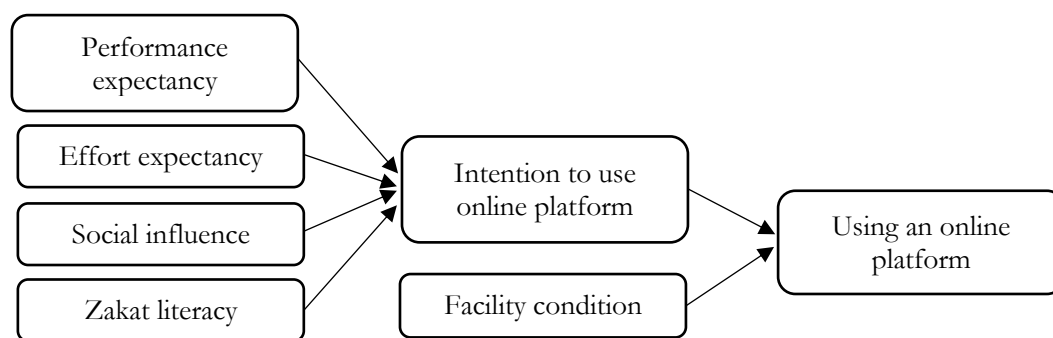 Performance
expectancy
Effort expectancy
Social influence
Zakat literacy
Intention to use
online platform
Facility condition
Using an online
platform